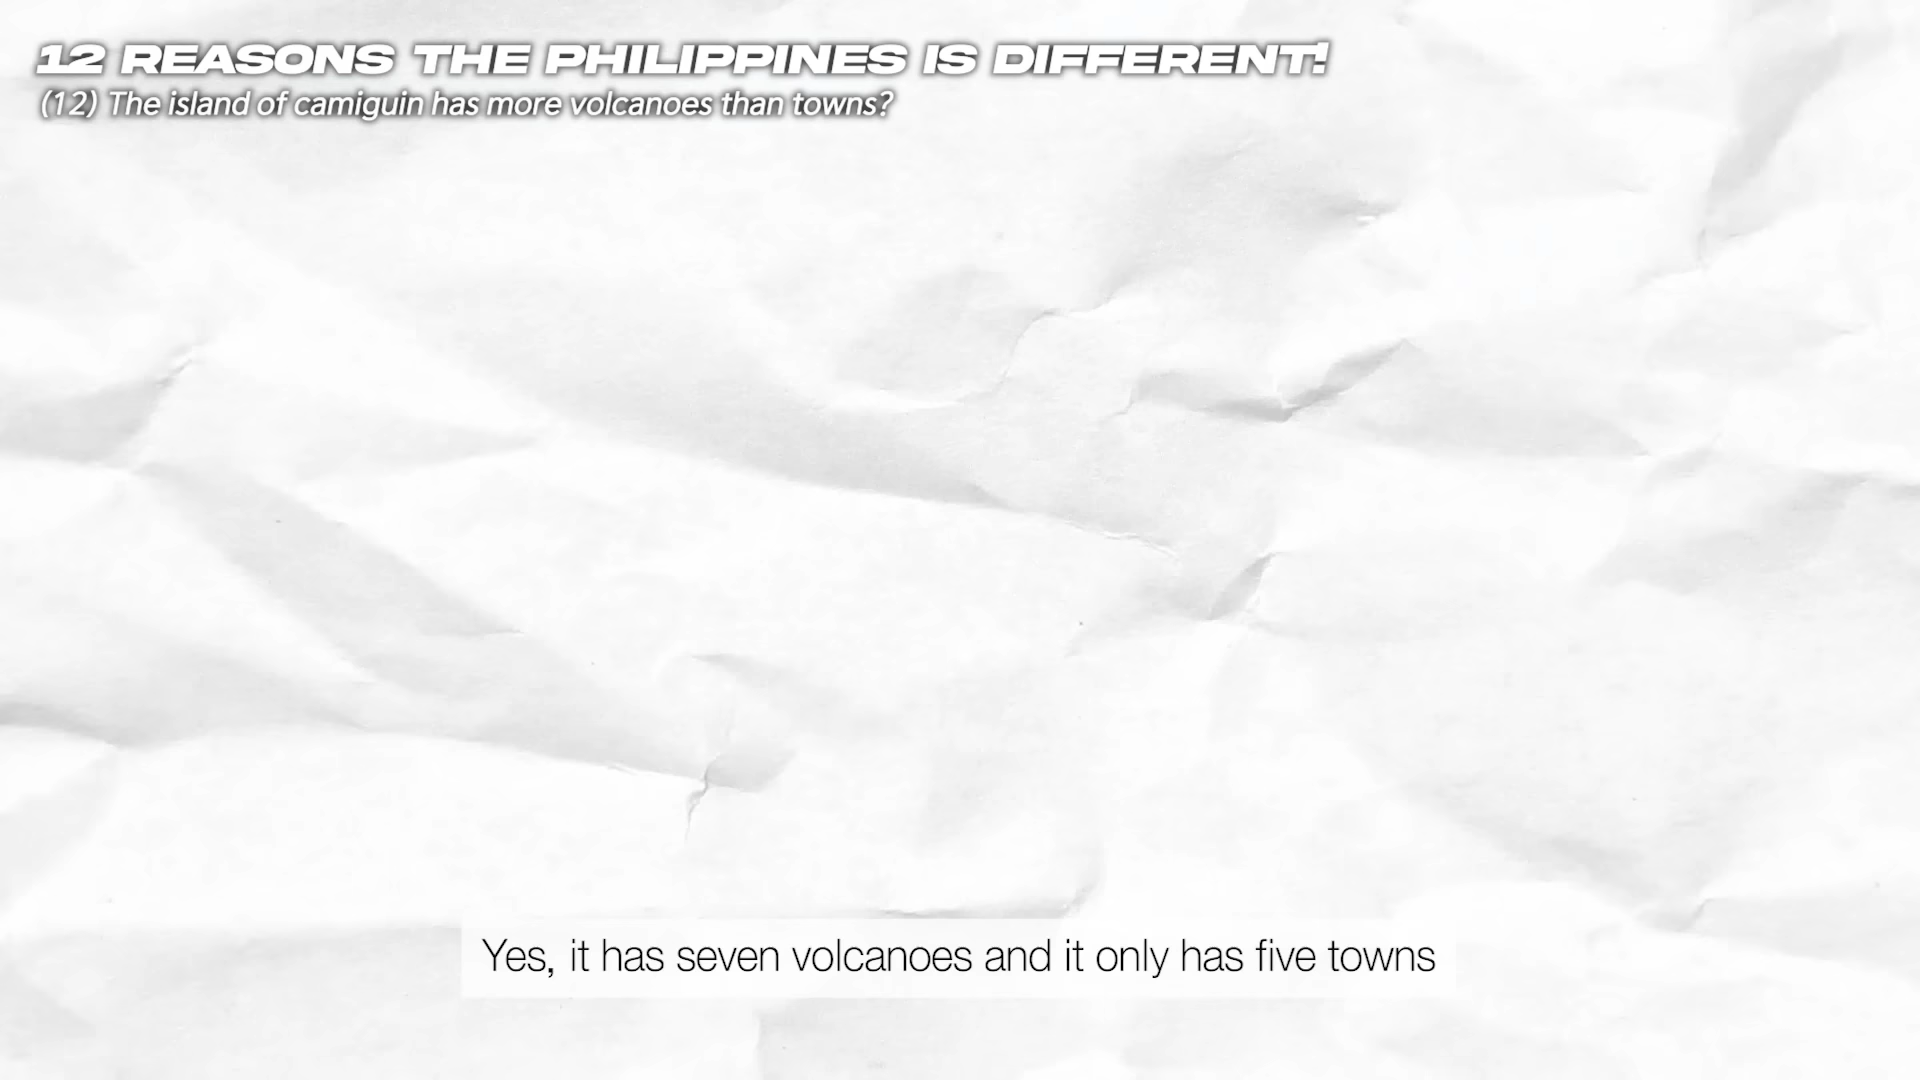 12 REASONS THE PHILIPPINES IS DIFFERENT!
(12) The island of camiguin has more volcanoes than towns?
Yes, it has seven volcanoes and it only has five towns